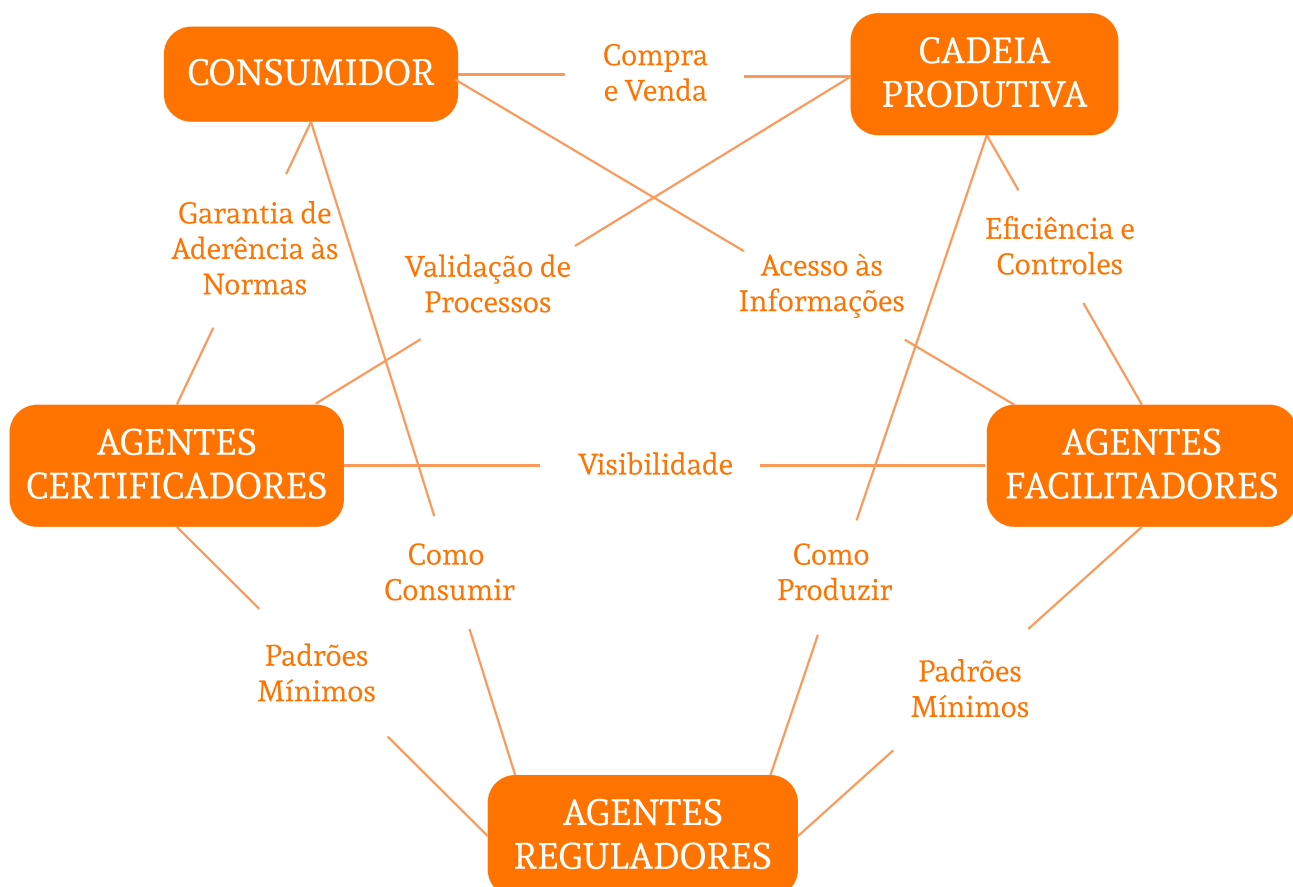 CONSUMIDOR
Compra
e Venda
CADEIA
PRODUTIVA
Garantia de
Aderência às
Normas
Validação de
Processos
Acesso às
Informações
Eficiência e
Controles
AGENTES
CERTIFICADORES
Visibilidade
AGENTES
FACILITADORES
Como
Consumir
Como
Produzir
Padrões
Mínimos
Padrões
Mínimos
AGENTES
REGULADORES